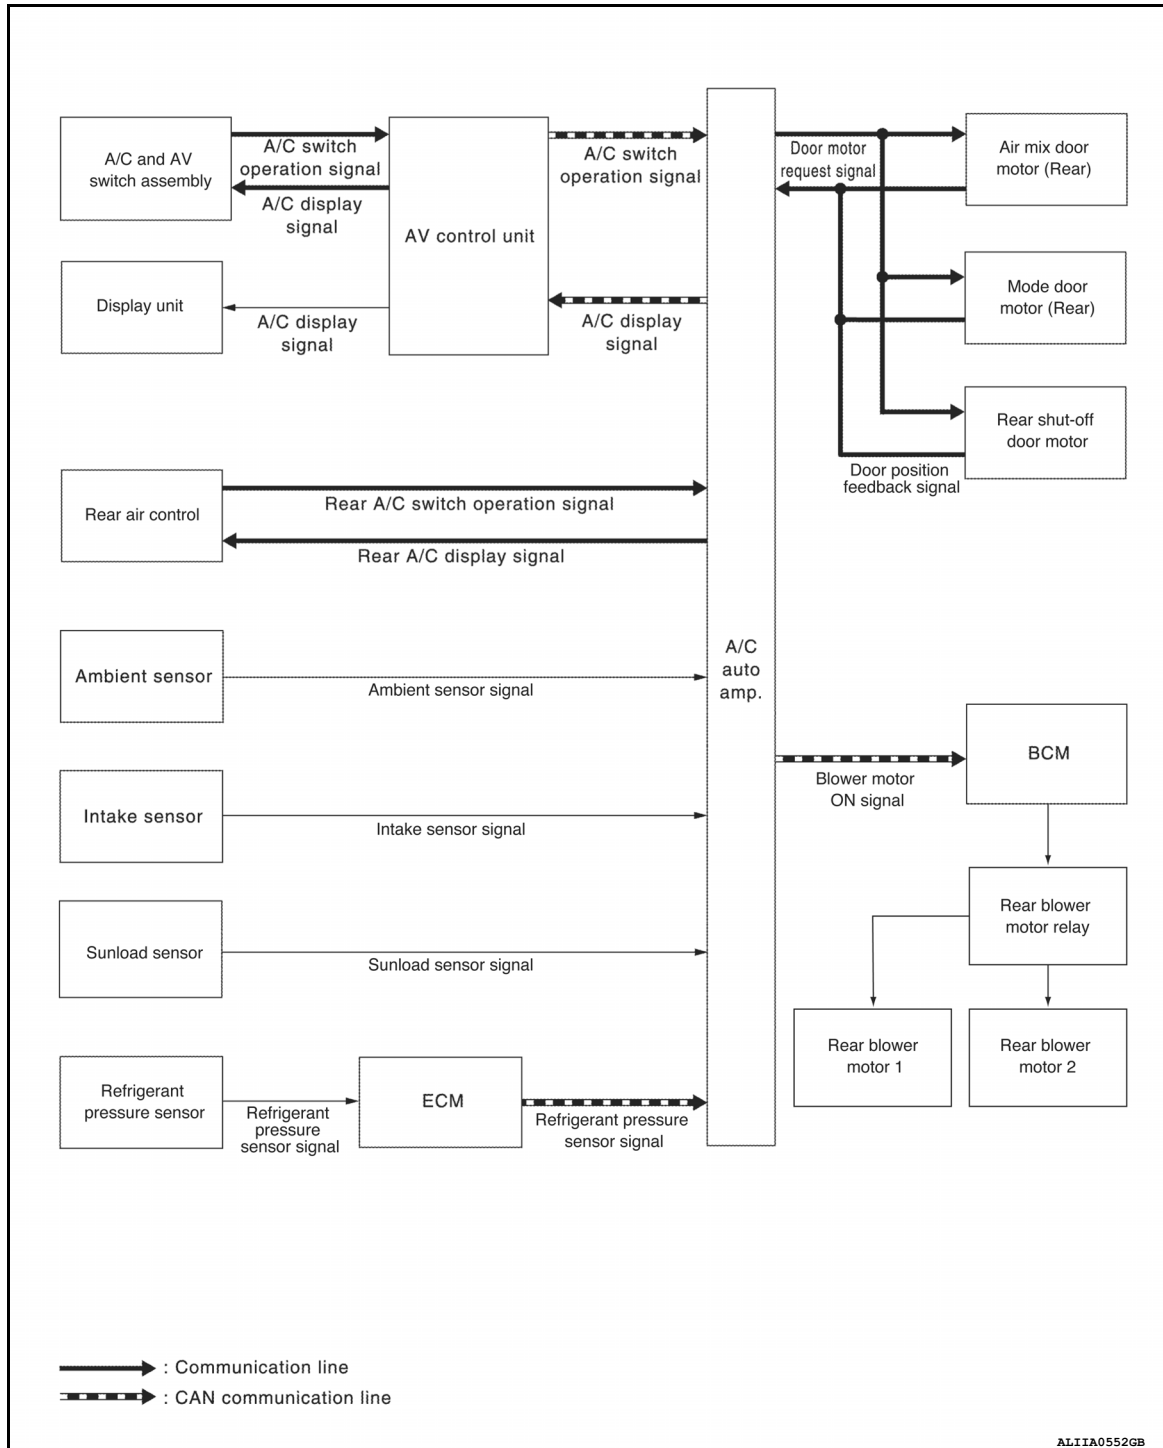 A/C and AV
switch assembly
A/C switch
operation signal
A/C display
signal
AV control unit
A/C switch
operation signal
A/C display
signal
Display unit
A/C display
signal
Door motor
request signal
Air mix door
motor (Rear)
Mode door
motor (Rear)
Rear shut-off
door motor
Door position
feedback signal
Rear air control
Rear A/C switch operation signal
Rear A/C display signal
Ambient sensor
Ambient sensor signal
A/C
auto
amp.
Intake sensor
Intake sensor signal
Blower motor
ON signal
BCM
Rear blower
motor relay
Sunload sensor
Sunload sensor signal
Rear blower
motor 1
Rear blower
motor 2
Refrigerant
pressure sensor
Refrigerant
pressure
sensor signal
ECM
Refrigerant pressure
sensor signal
: Communication line
: CAN communication line
ALIIA0552GB